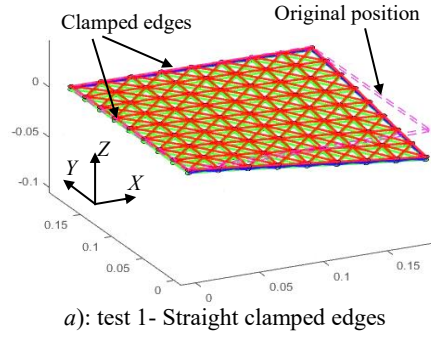 Clamped edges
Original position
0
-0.05
-0.1
Z
Y
X
0.15
0.1
0.05
0
0
0.05
0.1
0.15
a): test 1- Straight clamped edges